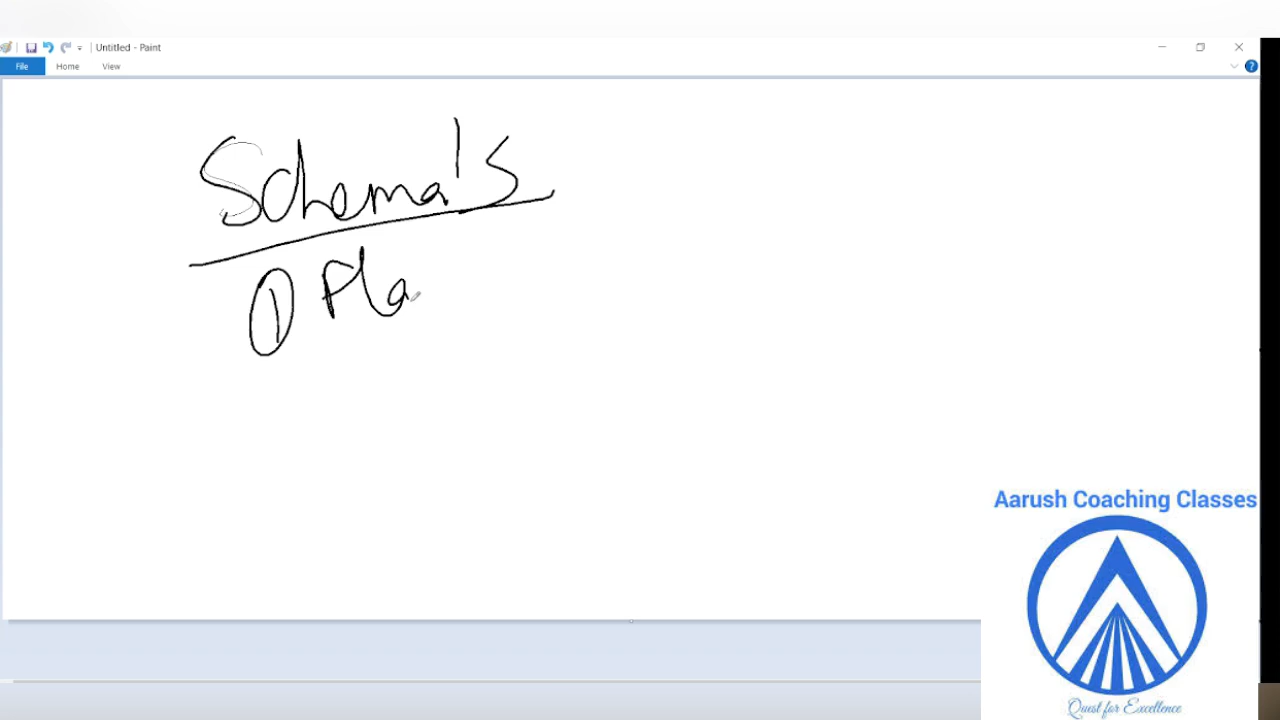 Untitled - Paint
File Home View
Schema's
① Pla
Aarush Coaching Classes
Quest for Excellence